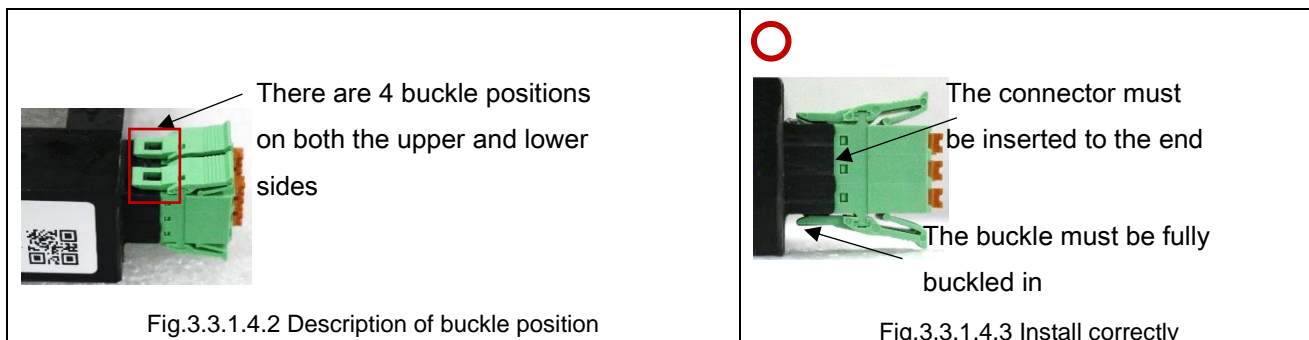 There are 4 buckle positions
on both the upper and lower
sides
Fig.3.3.1.4.2 Description of buckle position
The connector must
be inserted to the end
The buckle must be fully
buckled in
Fig.3.3.1.4.3 Install correctly